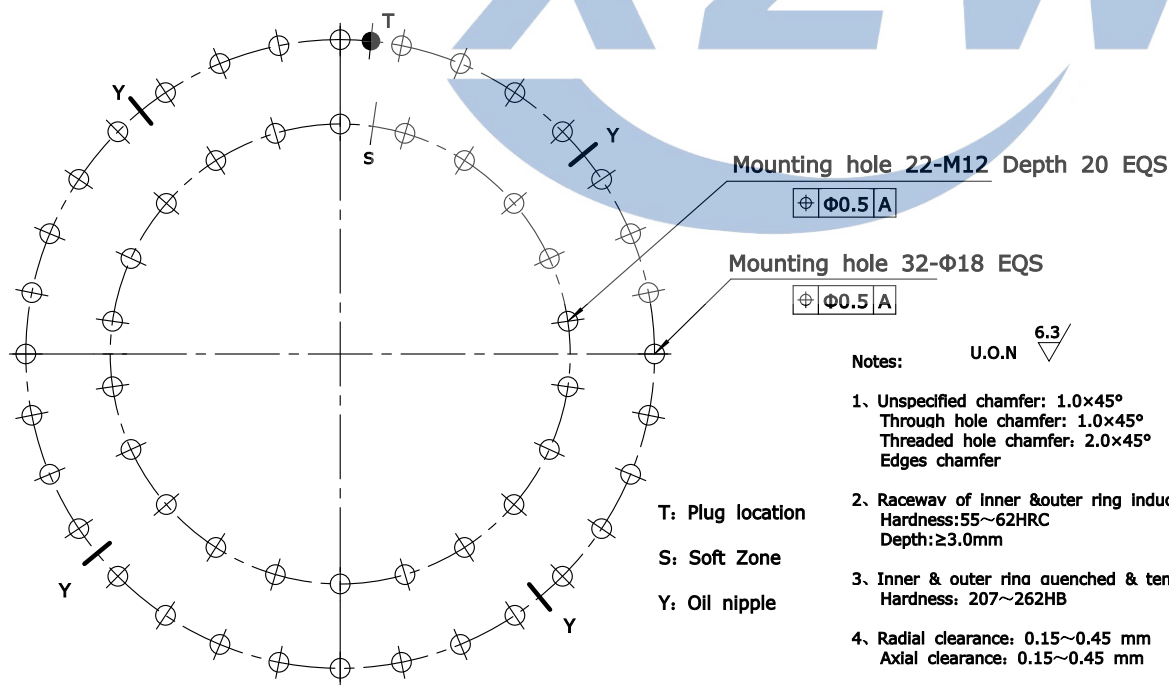 XZW
T
Y
Y
S
Mounting hole 22-M12 Depth 20 EQS
⌖ Φ0.5 A
Mounting hole 32-Φ18 EQS
⌖ Φ0.5 A
Notes:
U.O.N 6.3
1、Unspecified chamfer: 1.0×45°
Through hole chamfer: 1.0×45°
Threaded hole chamfer: 2.0×45°
Edges chamfer
T: Plug location
2、Raceway of inner &outer ring induc
Hardness:55~62HRC
Depth:≥3.0mm
S: Soft Zone
3、Inner & outer ring quenched & tem
Hardness: 207~262HB
Y: Oil nipple
Y
Y
4、Radial clearance: 0.15~0.45 mm
Axial clearance: 0.15~0.45 mm